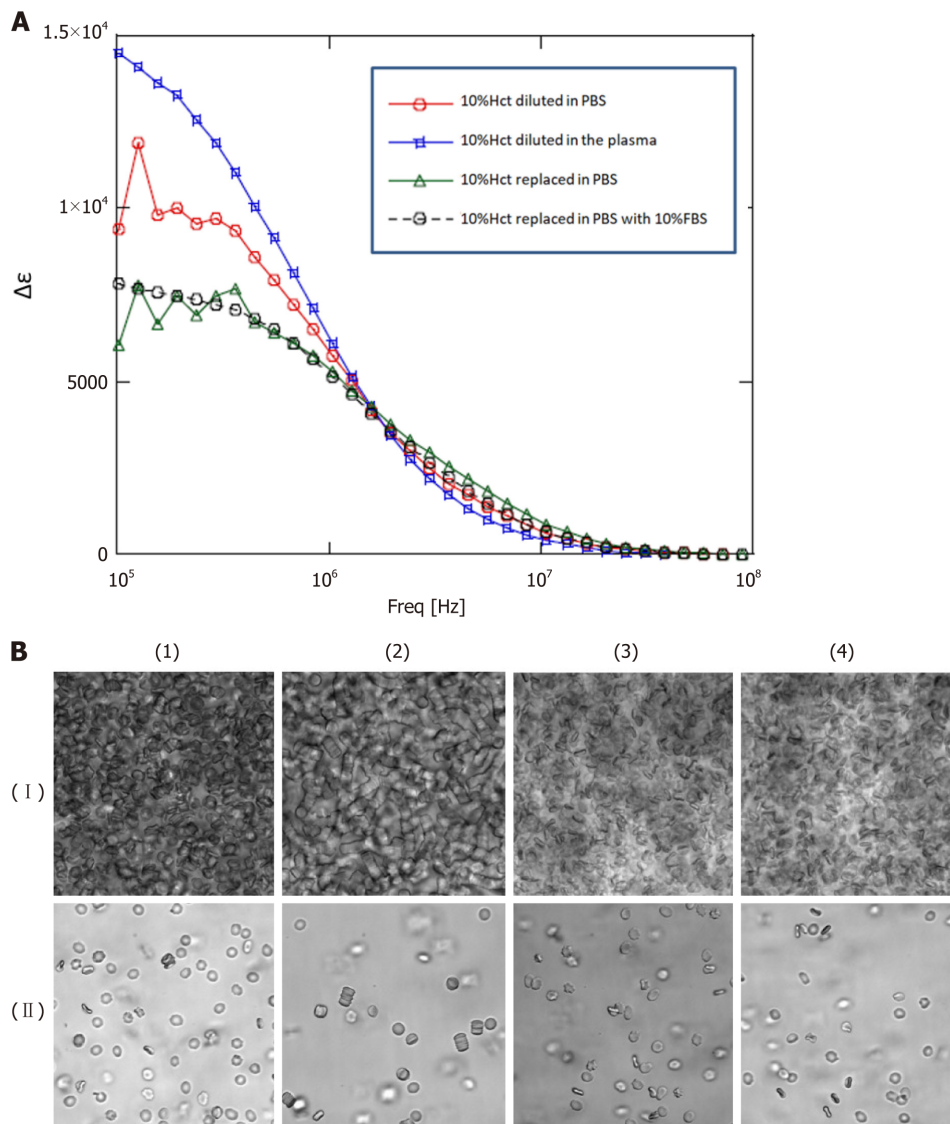 A
1.5×10⁴
1×10⁴
5000
0
Δε
10⁵
10⁶
10⁷
10⁸
Freq [Hz]
10%Hct diluted in PBS
10%Hct diluted in the plasma
10%Hct replaced in PBS
10%Hct replaced in PBS with 10%FBS
B
(1)
(2)
(3)
(4)
(Ⅰ)
(Ⅱ)